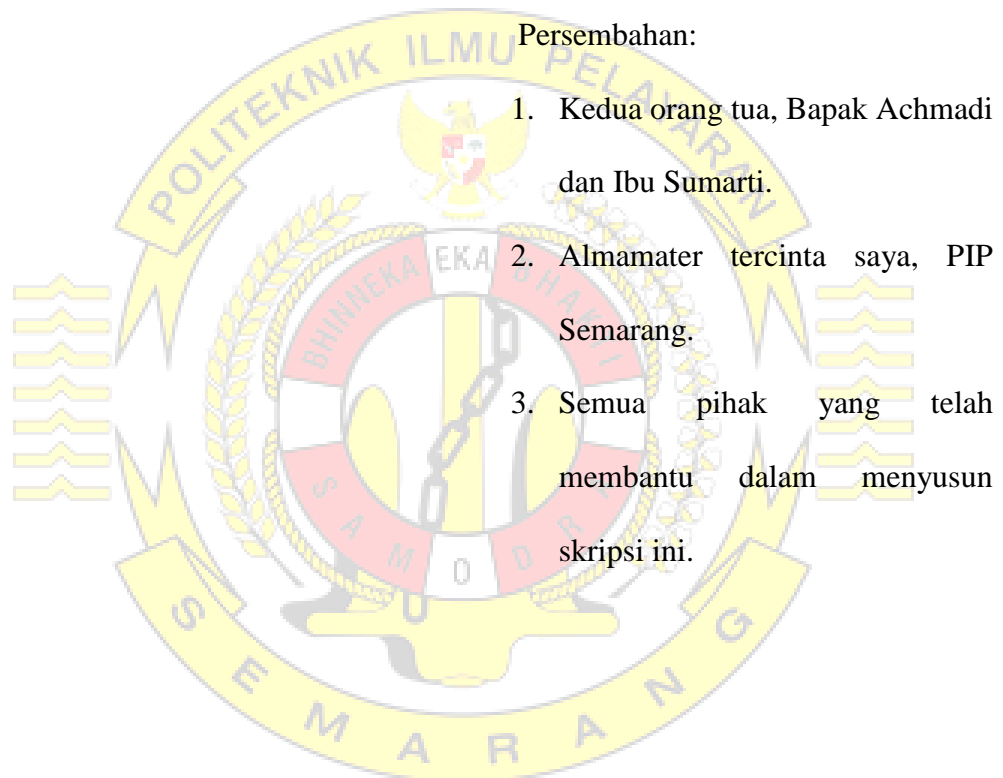 Persembahan:
1. Kedua orang tua, Bapak Achmadi
dan Ibu Sumarti.
2. Almamater tercinta saya, PIP
Semarang.
3. Semua pihak yang telah
membantu dalam menyusun
skripsi ini.
POLITEKNIK ILMU PELAYARAN
BHINNEKA EKA BHAKTI
SAMODRA
SEMARANG